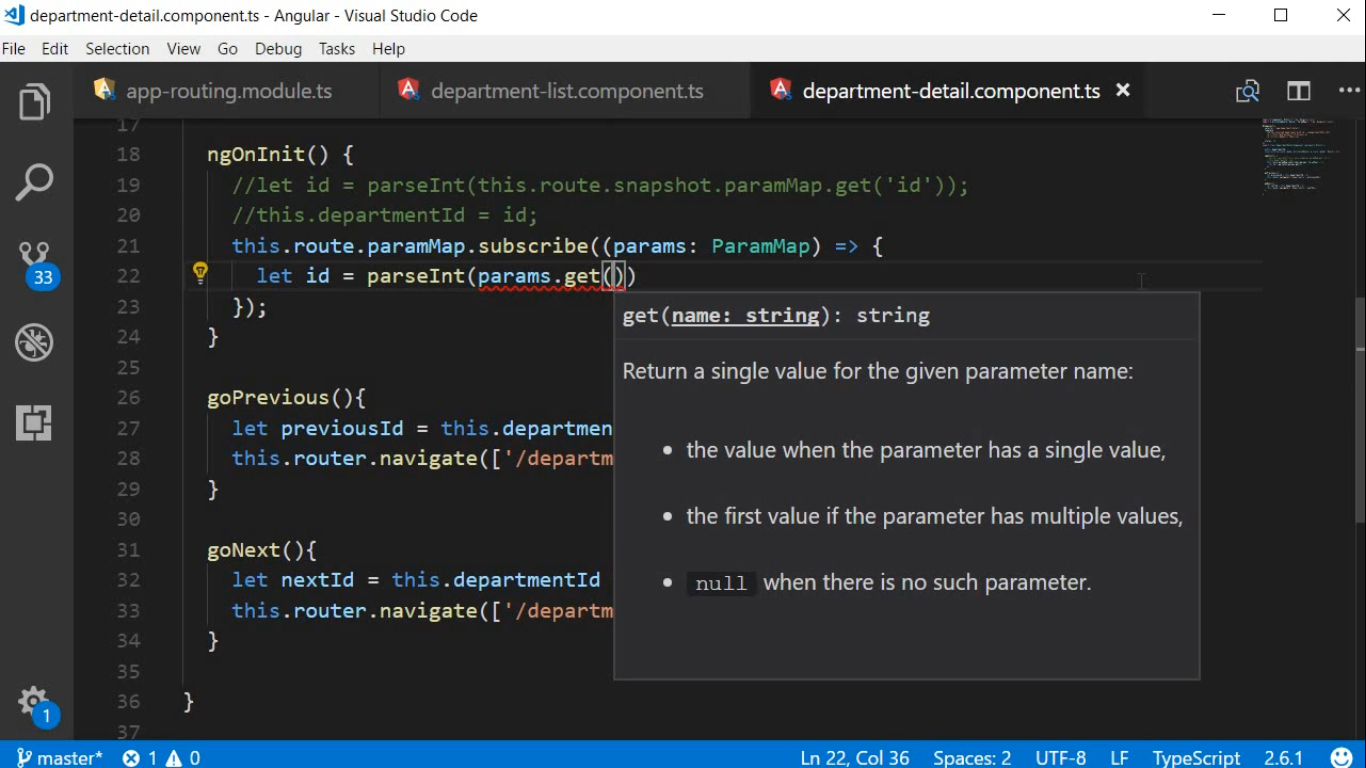 department-detail.component.ts - Angular - Visual Studio Code
File Edit Selection View Go Debug Tasks Help
app-routing.module.ts department-list.component.ts department-detail.component.ts
17
18 ngOnInit() {
19 //let id = parseInt(this.route.snapshot.paramMap.get('id'));
20 //this.departmentId = id;
21 this.route.paramMap.subscribe((params: ParamMap) => {
22 let id = parseInt(params.get())
23 });
24 }
25
26 goPrevious(){
27 let previousId = this.departmen
28 this.router.navigate(['/departm
29 }
30
31 goNext(){
32 let nextId = this.departmentId
33 this.router.navigate(['/departm
34 }
35
36 }
37
get(name: string): string
Return a single value for the given parameter name:
• the value when the parameter has a single value,
• the first value if the parameter has multiple values,
• null when there is no such parameter.
33
1
master* 1 0 Ln 22, Col 36 Spaces: 2 UTF-8 LF TypeScript 2.6.1